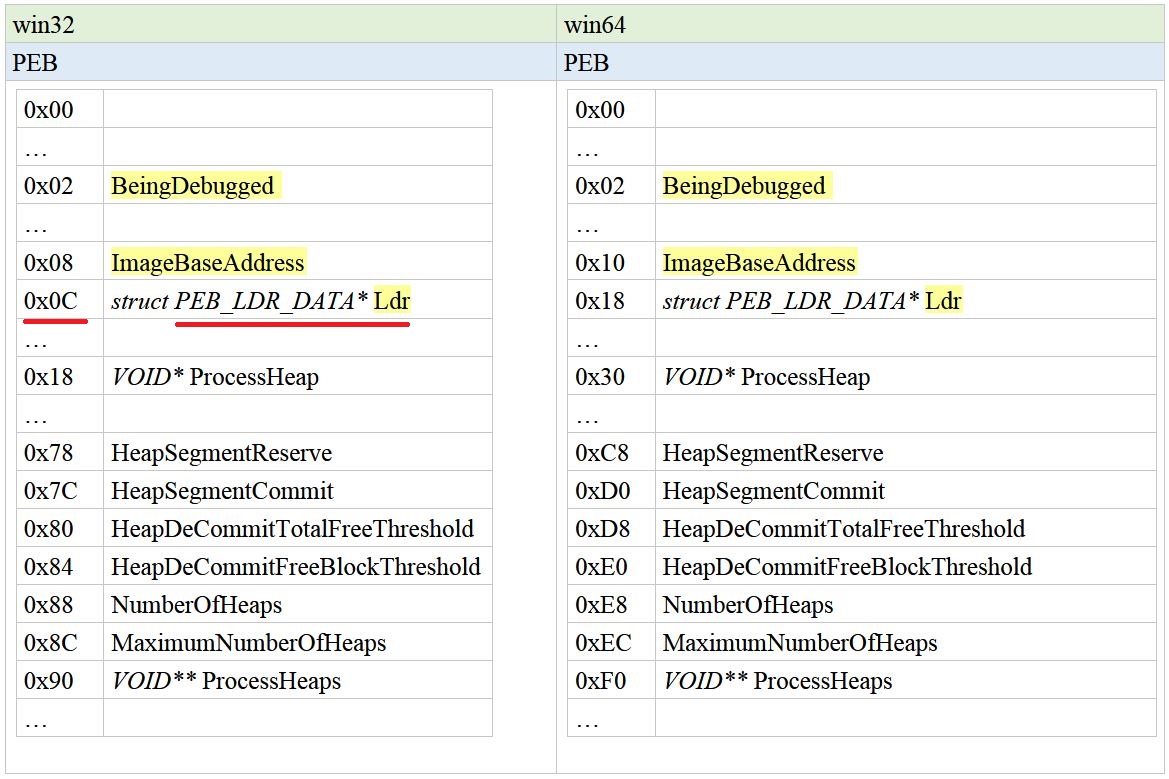 win32 win64
PEB PEB
0x00 0x00
… …
0x02 BeingDebugged 0x02 BeingDebugged
… …
0x08 ImageBaseAddress 0x10 ImageBaseAddress
0x0C struct PEB_LDR_DATA* Ldr 0x18 struct PEB_LDR_DATA* Ldr
… …
0x18 VOID* ProcessHeap 0x30 VOID* ProcessHeap
… …
0x78 HeapSegmentReserve 0xC8 HeapSegmentReserve
0x7C HeapSegmentCommit 0xD0 HeapSegmentCommit
0x80 HeapDeCommitTotalFreeThreshold 0xD8 HeapDeCommitTotalFreeThreshold
0x84 HeapDeCommitFreeBlockThreshold 0xE0 HeapDeCommitFreeBlockThreshold
0x88 NumberOfHeaps 0xE8 NumberOfHeaps
0x8C MaximumNumberOfHeaps 0xEC MaximumNumberOfHeaps
0x90 VOID** ProcessHeaps 0xF0 VOID** ProcessHeaps
… …